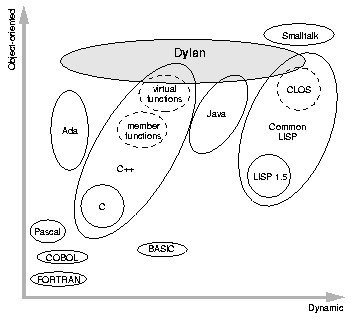 Object-oriented
Smalltalk
Dylan
virtual
functions
CLOS
member
functions
Java
Common
LISP
Ada
C++
LISP 1.5
C
Pascal
BASIC
COBOL
FORTRAN
Dynamic